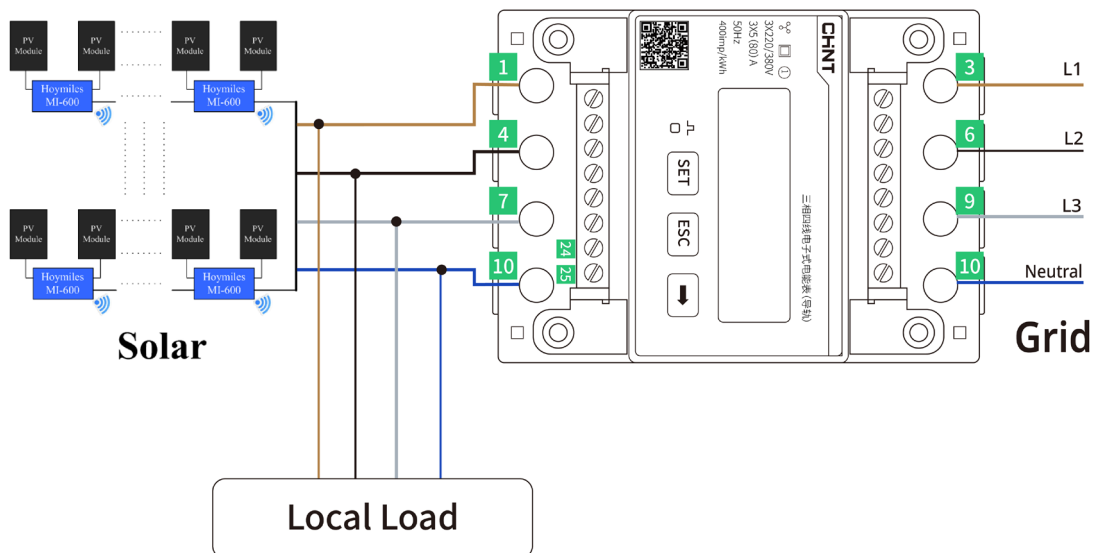 PV
Module
PV
Module
PV
Module
PV
Module
Hoymiles
MI-600
Hoymiles
MI-600
PV
Module
PV
Module
PV
Module
PV
Module
Hoymiles
MI-600
Hoymiles
MI-600
Solar
1
4
7
10
24
25
CHNT
3X220/380V
3X5(80)A
50Hz
400imp/kWh
1
SET
ESC
三相四线电子式电能表(导轨)
3
6
9
10
L1
L2
L3
Neutral
Grid
Local Load